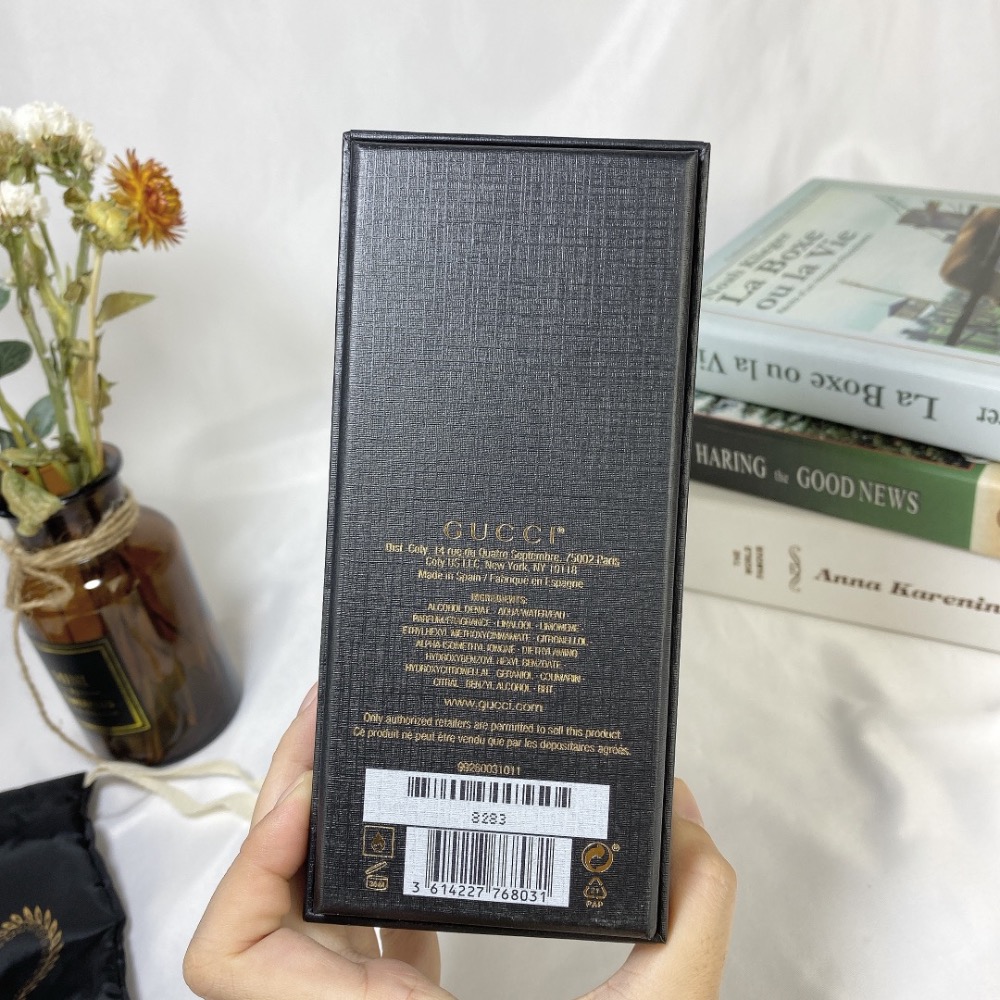 GUCCI®
Dist. Coty, 14 rue du Quatre Septembre, 75002 Paris
Coty US LLC, New York, NY 10118
Made in Spain / Fabriqué en Espagne
INGREDIENTS:
ALCOHOL DENAT. - AQUA/WATER/EAU
PARFUM/FRAGRANCE - LINALOOL - LIMONENE
ETHYLHEXYL METHOXYCINNAMATE - CITRONELLOL
ALPHA-ISOMETHYL IONONE - DIETHYLAMINO
HYDROXYBENZOYL HEXYL BENZOATE
HYDROXYCITRONELLAL - GERANIOL - COUMARIN
CITRAL - BENZYL ALCOHOL - BHT
www.gucci.com
Only authorized retailers are permitted to sell this product.
Ce produit ne peut être vendu que par les depositaires agréés.
99260031011
8283
3 614227 768031
36M
®
21
PAP
La Boxe
ou la Vie
La Boxe ou la Vi
HARING the GOOD NEWS
Anna Karenin